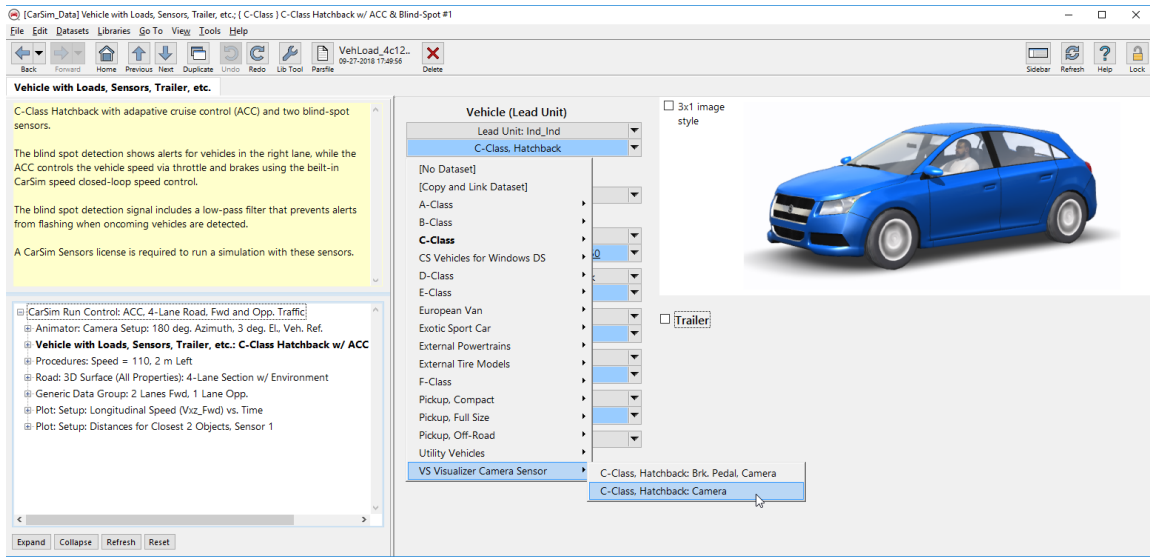 [CarSim_Data] Vehicle with Loads, Sensors, Trailer, etc.; { C-Class } C-Class Hatchback w/ ACC & Blind-Spot #1
File Edit Datasets Libraries Go To View Tools Help
Back Forward Home Previous Next Duplicate Undo Redo Lib Tool Parsfile
VehLoad_4c12..
09-27-2018 17:49:56
Delete
Sidebar Refresh Help Lock
Vehicle with Loads, Sensors, Trailer, etc.
C-Class Hatchback with adapative cruise control (ACC) and two blind-spot
sensors.
The blind spot detection shows alerts for vehicles in the right lane, while the
ACC controls the vehicle speed via throttle and brakes using the beilt-in
CarSim speed closed-loop speed control.
The blind spot detection signal includes a low-pass filter that prevents alerts
from flashing when oncoming vehicles are detected.
A CarSim Sensors license is required to run a simulation with these sensors.
CarSim Run Control: ACC, 4-Lane Road, Fwd and Opp. Traffic
Animator: Camera Setup: 180 deg. Azimuth, 3 deg. El., Veh. Ref.
Vehicle with Loads, Sensors, Trailer, etc.: C-Class Hatchback w/ ACC
Procedures: Speed = 110, 2 m Left
Road: 3D Surface (All Properties): 4-Lane Section w/ Environment
Generic Data Group: 2 Lanes Fwd, 1 Lane Opp.
Plot: Setup: Longitudinal Speed (Vxz_Fwd) vs. Time
Plot: Setup: Distances for Closest 2 Objects, Sensor 1
Expand Collapse Refresh Reset
Vehicle (Lead Unit)
Lead Unit: Ind_Ind
C-Class, Hatchback
[No Dataset]
[Copy and Link Dataset]
A-Class
B-Class
C-Class
CS Vehicles for Windows DS
D-Class
E-Class
European Van
Exotic Sport Car
External Powertrains
External Tire Models
F-Class
Pickup, Compact
Pickup, Full Size
Pickup, Off-Road
Utility Vehicles
VS Visualizer Camera Sensor
C-Class, Hatchback: Brk. Pedal, Camera
C-Class, Hatchback: Camera
3x1 image
style
Trailer